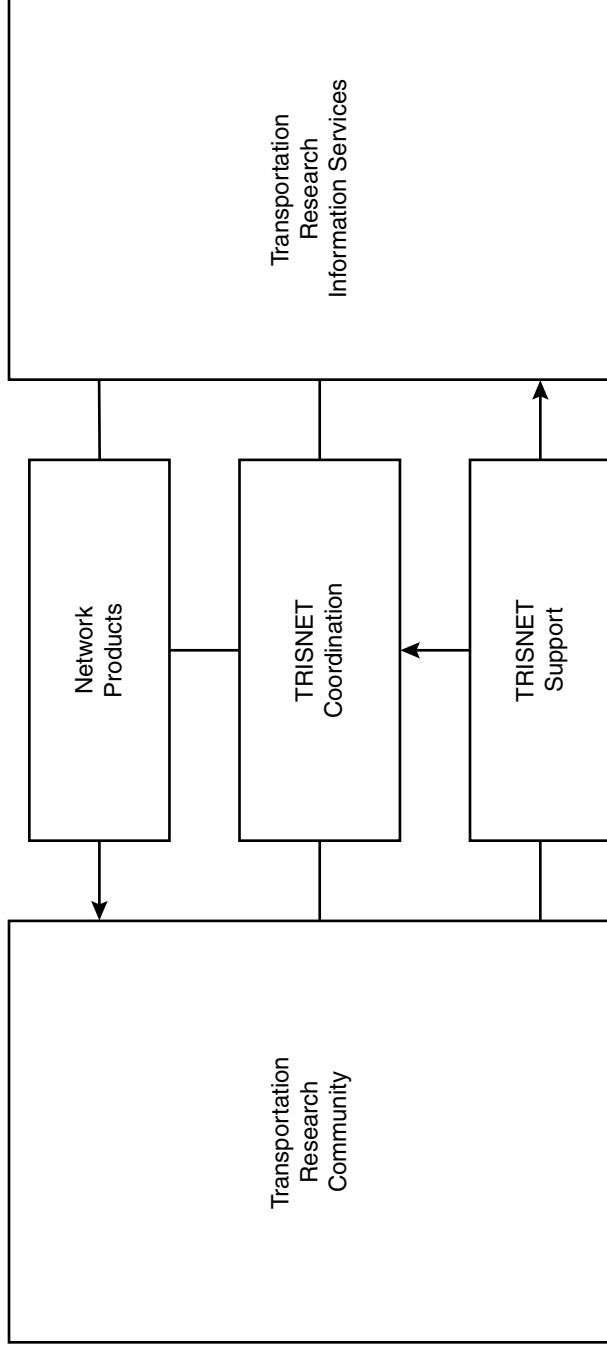 Transportation
Research
Community
Network
Products
TRISNET
Coordination
TRISNET
Support
Transportation
Research
Information Services